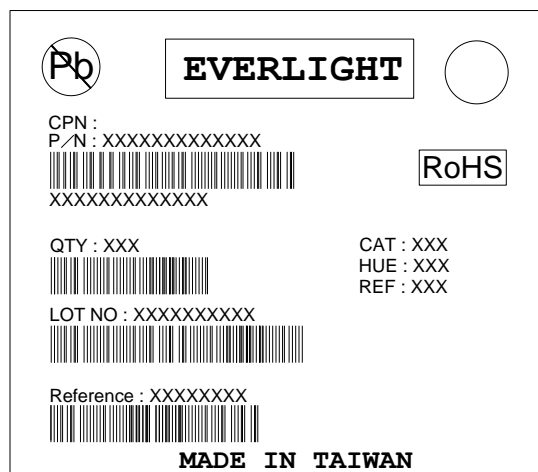 Pb
EVERLIGHT
CPN :
P/N : XXXXXXXXXXXXX
XXXXXXXXXXXXX
RoHS
QTY : XXX
CAT : XXX
HUE : XXX
REF : XXX
LOT NO : XXXXXXXXXX
Reference : XXXXXXXX
MADE IN TAIWAN